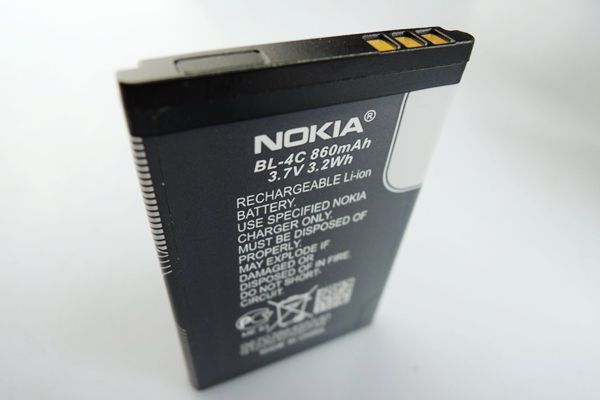 NOKIA®
BL-4C 860mAh
3.7V 3.2Wh
RECHARGEABLE Li-ion
BATTERY.
USE SPECIFIED NOKIA
CHARGER ONLY.
MUST BE DISPOSED OF
PROPERLY.
MAY EXPLODE IF
DAMAGED OR
DISPOSED OF IN FIRE.
DO NOT SHORT
CIRCUIT.